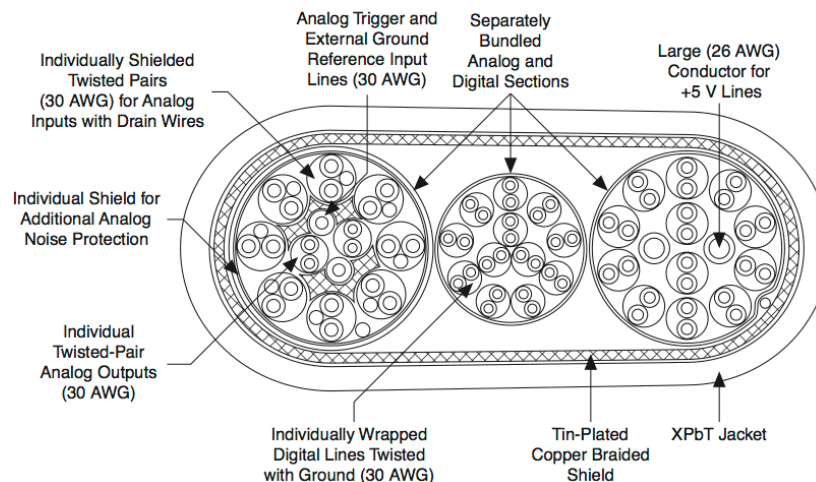 Analog Trigger and
External Ground
Reference Input
Lines (30 AWG)
Separately
Bundled
Analog and
Digital Sections
Large (26 AWG)
Conductor for
+5 V Lines
Individually Shielded
Twisted Pairs
(30 AWG) for Analog
Inputs with Drain Wires
Individual Shield for
Additional Analog
Noise Protection
Individual
Twisted-Pair
Analog Outputs
(30 AWG)
Individually Wrapped
Digital Lines Twisted
with Ground (30 AWG)
Tin-Plated
Copper Braided
Shield
XPbT Jacket